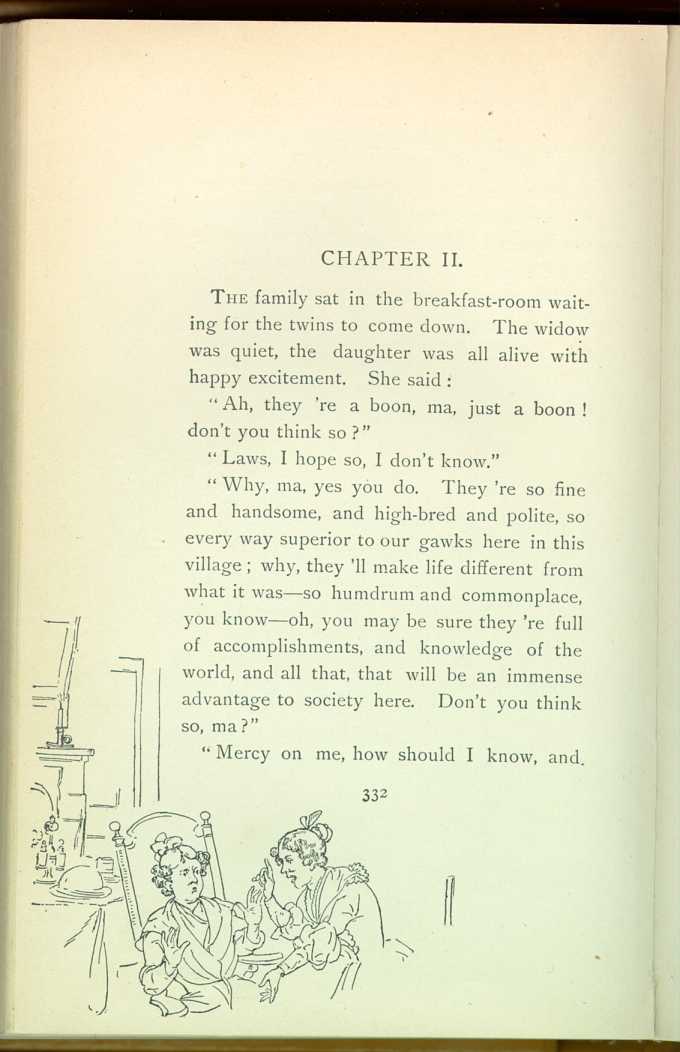 CHAPTER II.
THE family sat in the breakfast-room wait-
ing for the twins to come down. The widow
was quiet, the daughter was all alive with
happy excitement. She said :
“Ah, they 're a boon, ma, just a boon !
don't you think so ?”
“ Laws, I hope so, I don't know.”
“ Why, ma, yes you do. They 're so fine
and handsome, and high-bred and polite, so
every way superior to our gawks here in this
village ; why, they 'll make life different from
what it was—so humdrum and commonplace,
you know—oh, you may be sure they 're full
of accomplishments, and knowledge of the
world, and all that, that will be an immense
advantage to society here. Don't you think
so, ma ?”
“ Mercy on me, how should I know, and
332